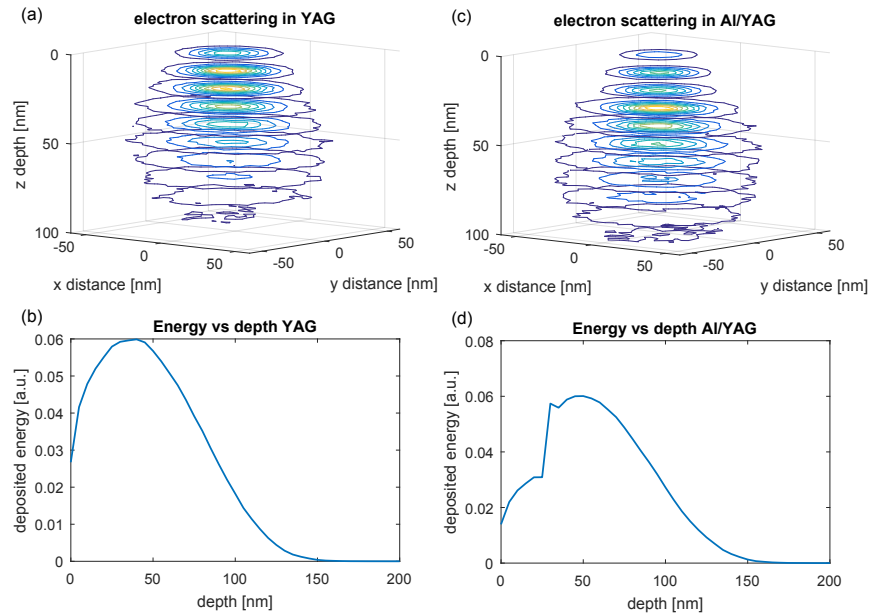 (a)
electron scattering in YAG
0
50
100
z depth [nm]
-50
0
50
x distance [nm]
-50
0
50
y distance [nm]
(c)
electron scattering in Al/YAG
0
50
100
z depth [nm]
-50
0
50
x distance [nm]
-50
0
50
y distance [nm]
(b)
Energy vs depth YAG
0.06
0.05
0.04
0.03
0.02
0.01
0
deposited energy [a.u.]
0
50
100
150
200
depth [nm]
(d)
Energy vs depth Al/YAG
0.08
0.06
0.04
0.02
0
deposited energy [a.u.]
0
50
100
150
200
depth [nm]